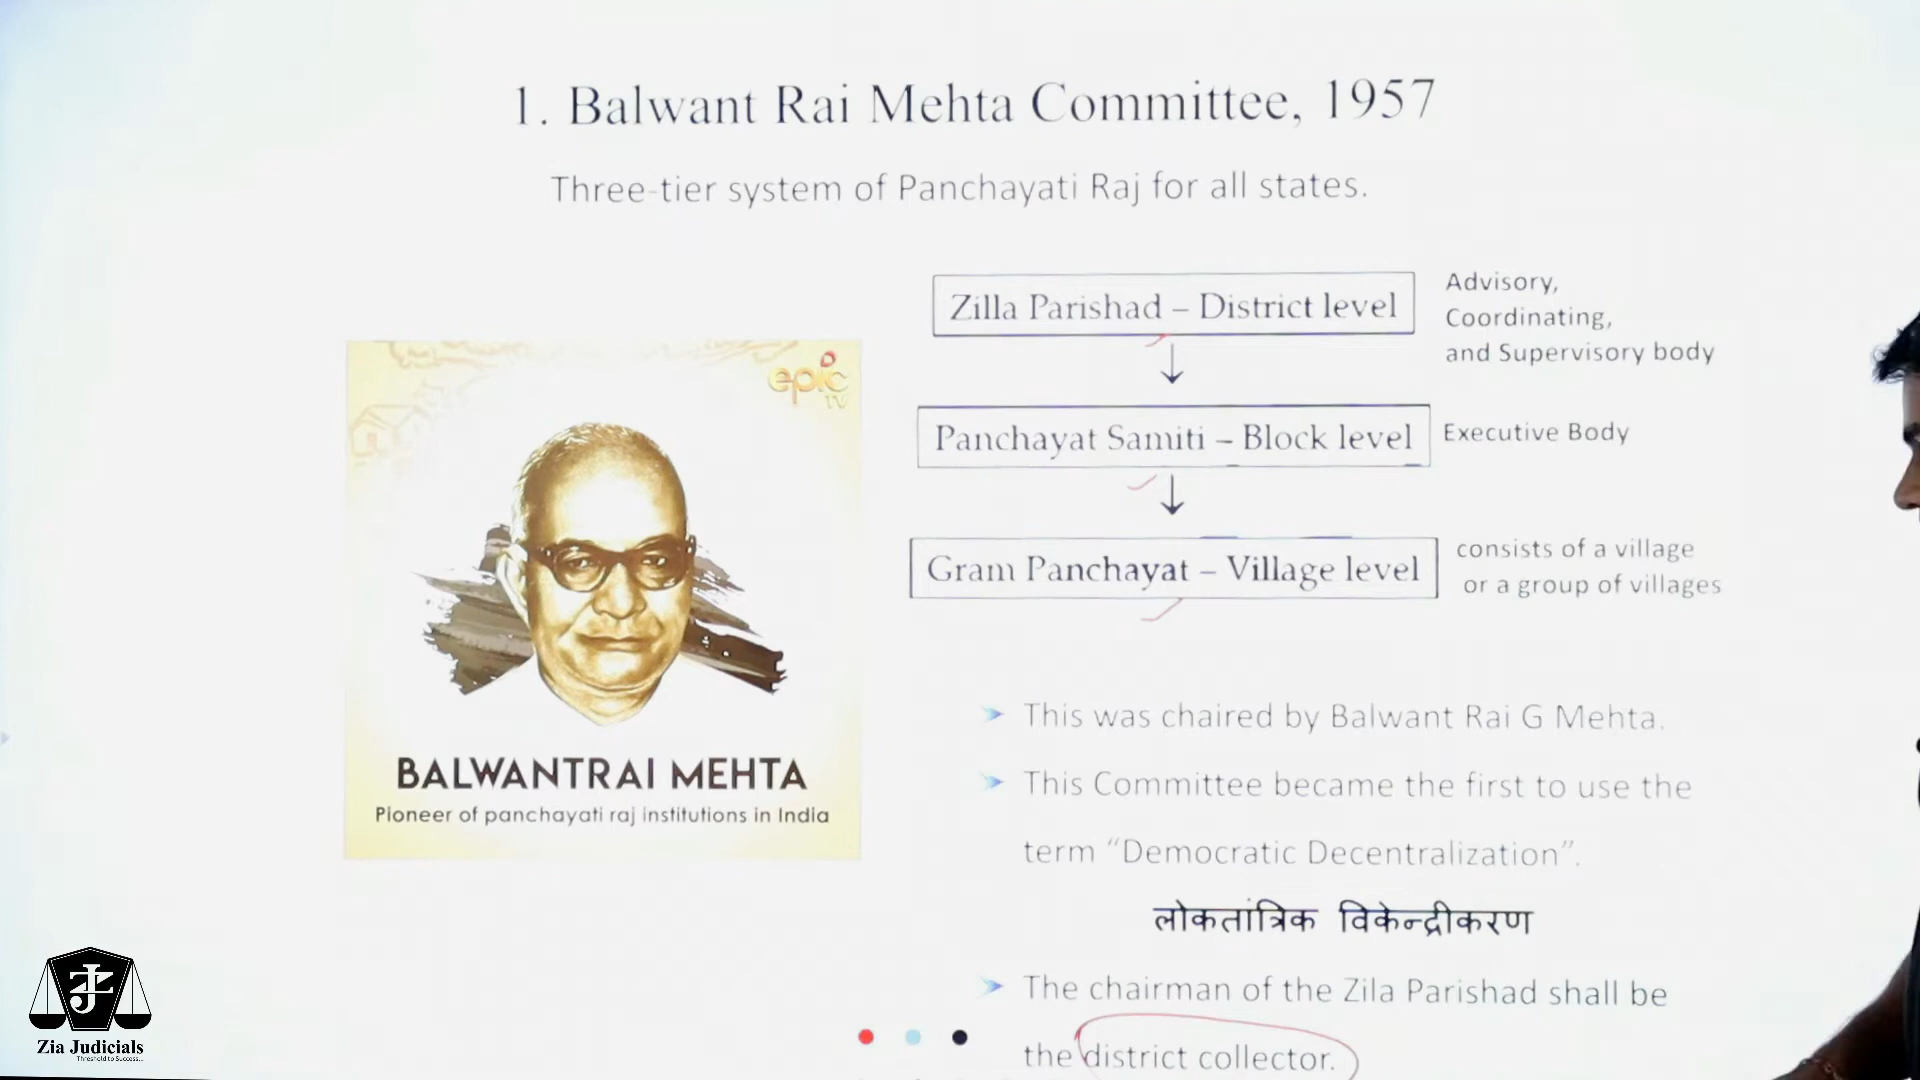 1. Balwant Rai Mehta Committee, 1957
Three-tier system of Panchayati Raj for all states.
Zilla Parishad – District level
Advisory,
Coordinating,
and Supervisory body
Panchayat Samiti – Block level
Executive Body
Gram Panchayat – Village level
consists of a village
or a group of villages
epic
TV
BALWANTRAI MEHTA
Pioneer of panchayati raj institutions in India
This was chaired by Balwant Rai G Mehta.
This Committee became the first to use the
term “Democratic Decentralization”.
लोकतांत्रिक विकेन्द्रीकरण
The chairman of the Zila Parishad shall be
the district collector.
Zia Judicials
Threshold to Success...